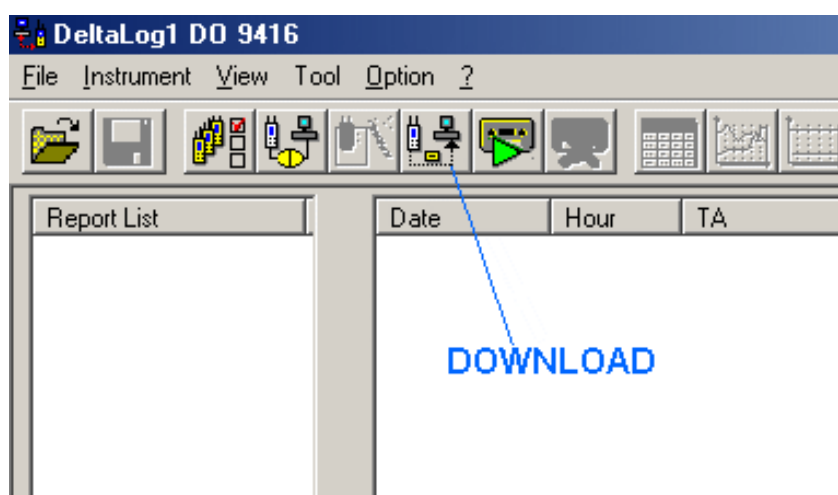 DeltaLog1 DO 9416
File Instrument View Tool Option ?
Report List Date Hour TA
DOWNLOAD